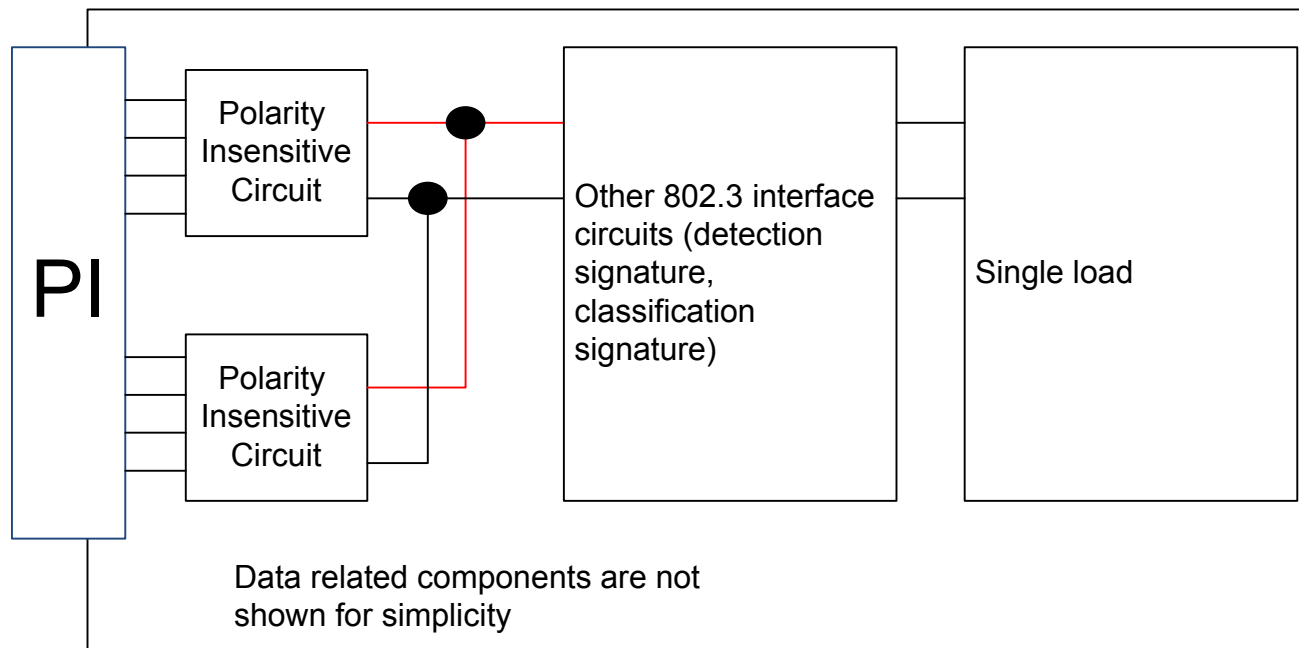 PI
Polarity
Insensitive
Circuit
Polarity
Insensitive
Circuit
Other 802.3 interface
circuits (detection
signature,
classification
signature)
Single load
Data related components are not
shown for simplicity